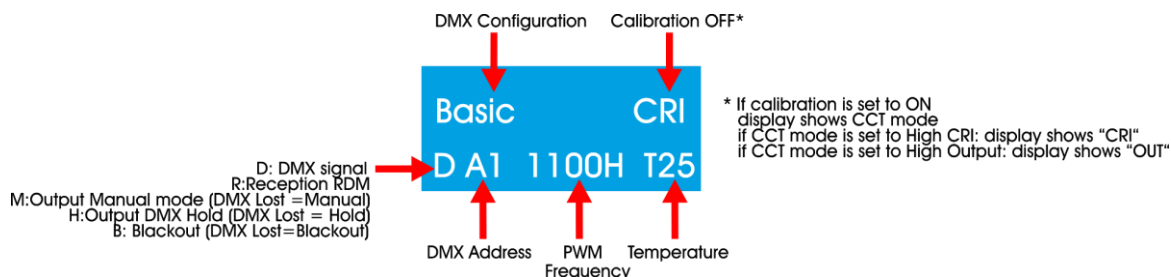 DMX Configuration
Calibration OFF*
Basic CRI
D A1 1100H T25
* If calibration is set to ON
display shows CCT mode
if CCT mode is set to High CRI: display shows “CRI”
if CCT mode is set to High Output: display shows “OUT”
D: DMX signal
R:Reception RDM
M:Output Manual mode (DMX Lost =Manual)
H:Output DMX Hold (DMX Lost = Hold)
B: Blackout (DMX Lost=Blackout)
DMX Address
PWM
Frequency
Temperature